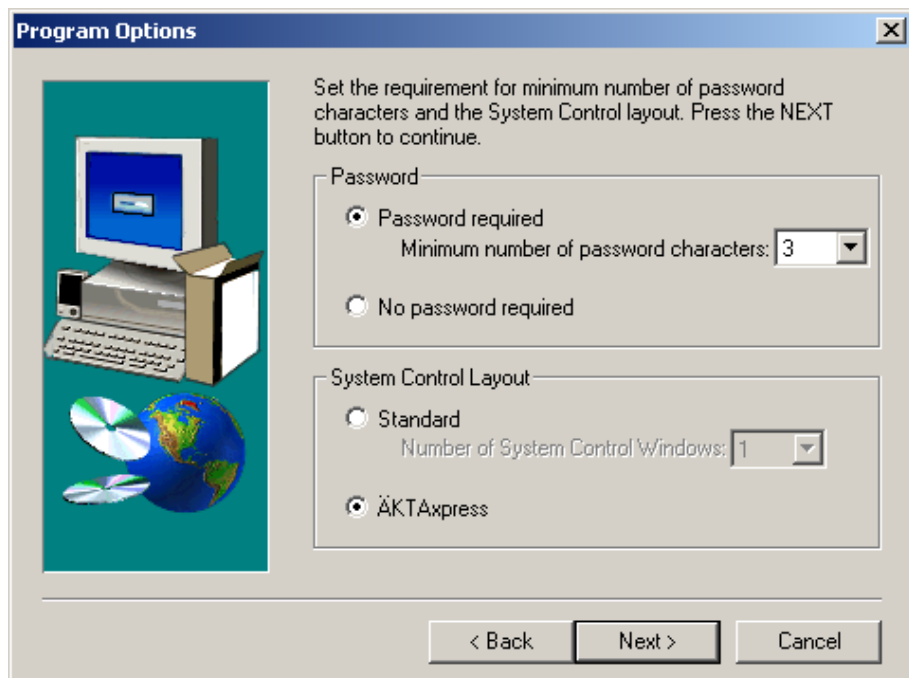 Program Options
Set the requirement for minimum number of password
characters and the System Control layout. Press the NEXT
button to continue.
Password
Password required
Minimum number of password characters: 3
No password required
System Control Layout
Standard
Number of System Control Windows: 1
ÄKTAxpress
< Back Next > Cancel